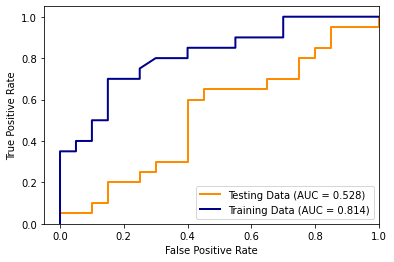 1.0
0.8
0.6
0.4
0.2
0.0
True Positive Rate
Testing Data (AUC = 0.528)
Training Data (AUC = 0.814)
0.0 0.2 0.4 0.6 0.8 1.0
False Positive Rate